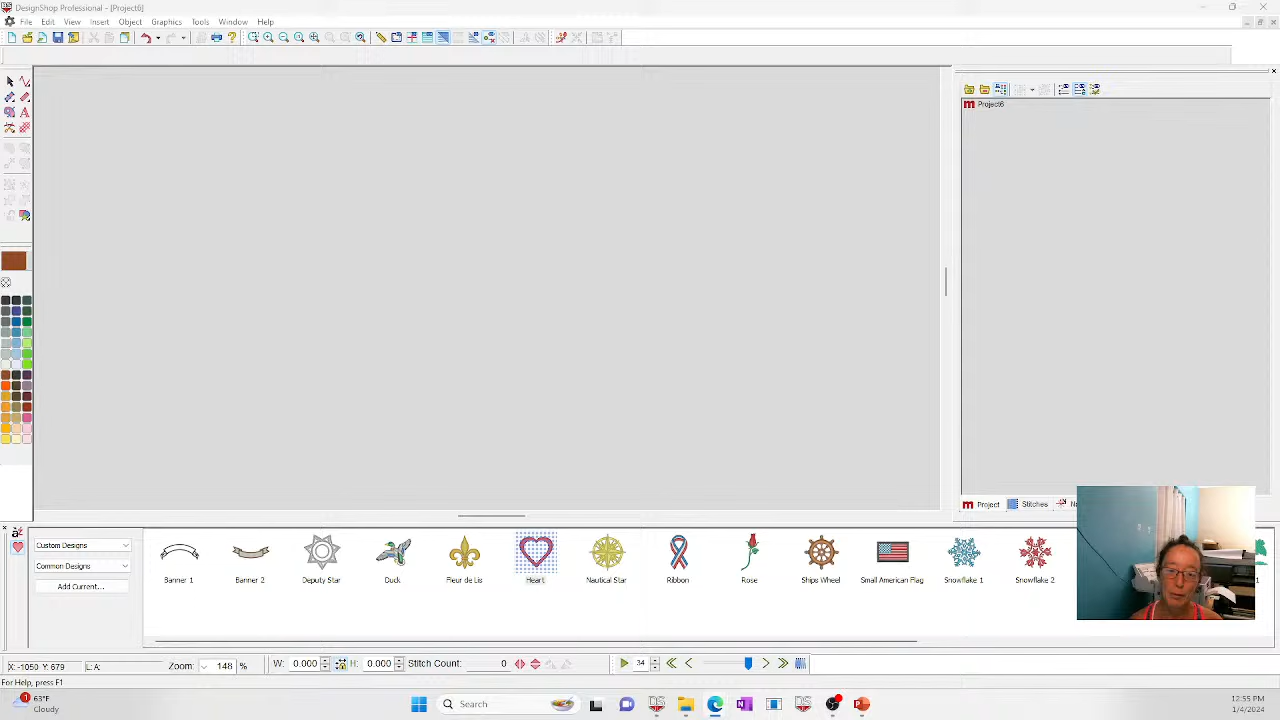 DesignShop Professional - [Project6]
File Edit View Insert Object Graphics Tools Window Help
Project6
Project Stitches
Custom Designs
Common Designs
Add Current...
Banner 1 Banner 2 Deputy Star Duck Fleur de Lis Heart Nautical Star Ribbon Rose Ships Wheel Small American Flag Snowflake 1 Snowflake 2
X: -1050 Y: 679 L: A: Zoom: 148 % W: 0.000 H: 0.000 Stitch Count: 0 34
For Help, press F1
63°F
Cloudy
Search
12:55 PM
1/4/2024